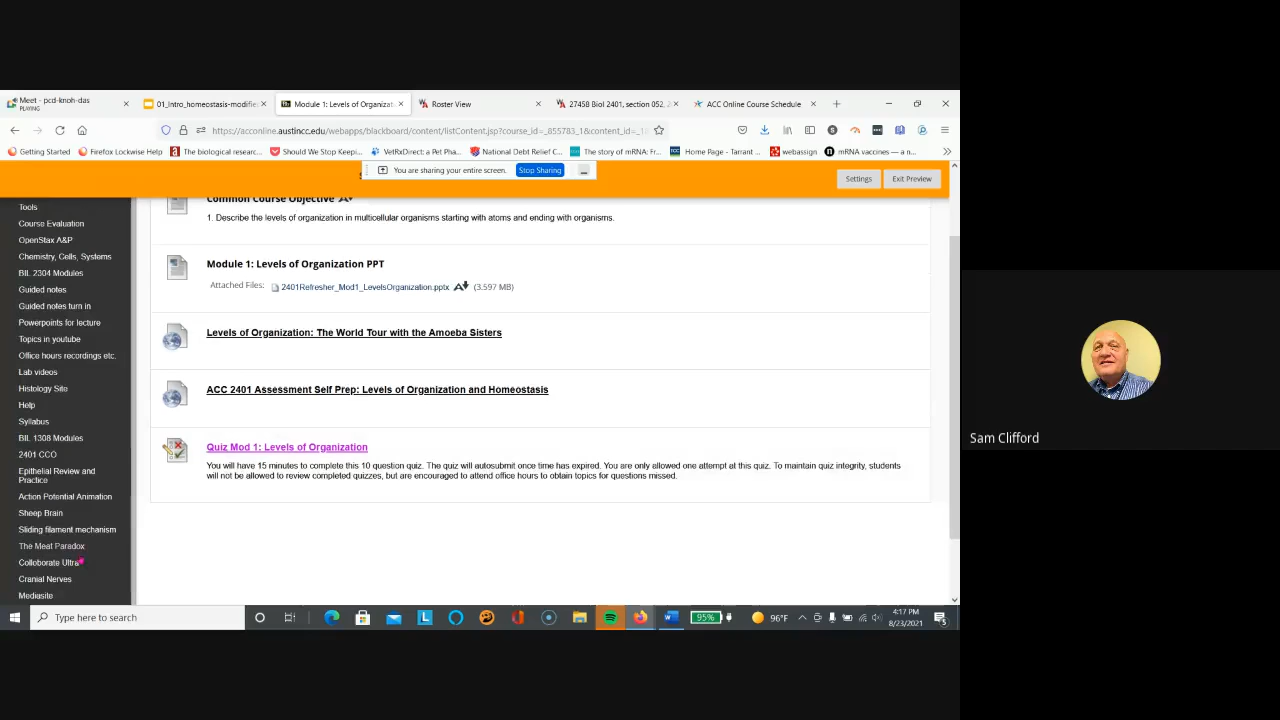 Meet - pcd-knoh-das
PLAYING
01_Intro_homeostasis-modifie
Module 1: Levels of Organizat
Roster View
27458 Biol 2401, section 052, 2
ACC Online Course Schedule
https://acconline.austincc.edu/webapps/blackboard/content/listContent.jsp?course_id=_855783_1&content_id=_1
Getting Started
Firefox Lockwise Help
The biological researc...
Should We Stop Keepi...
VetRxDirect: a Pet Pha...
National Debt Relief C...
The story of mRNA: Fr...
Home Page - Tarrant ...
webassign
mRNA vaccines — a n...
You are sharing your entire screen.
Stop Sharing
Settings
Exit Preview
Tools
Course Evaluation
OpenStax A&P
Chemistry, Cells, Systems
BIL 2304 Modules
Guided notes
Guided notes turn in
Powerpoints for lecture
Topics in youtube
Office hours recordings etc.
Lab videos
Histology Site
Help
Syllabus
BIL 1308 Modules
2401 CCO
Epithelial Review and
Practice
Action Potential Animation
Sheep Brain
Sliding filament mechanism
The Meat Paradox
Colloborate Ultra
Cranial Nerves
Mediasite
Common Course Objective
1. Describe the levels of organization in multicellular organisms starting with atoms and ending with organisms.
Module 1: Levels of Organization PPT
Attached Files: 2401Refresher_Mod1_LevelsOrganization.pptx (3.597 MB)
Levels of Organization: The World Tour with the Amoeba Sisters
ACC 2401 Assessment Self Prep: Levels of Organization and Homeostasis
Quiz Mod 1: Levels of Organization
You will have 15 minutes to complete this 10 question quiz. The quiz will autosubmit once time has expired. You are only allowed one attempt at this quiz. To maintain quiz integrity, students
will not be allowed to review completed quizzes, but are encouraged to attend office hours to obtain topics for questions missed.
Sam Clifford
Type here to search
95%
96°F
4:17 PM
8/23/2021